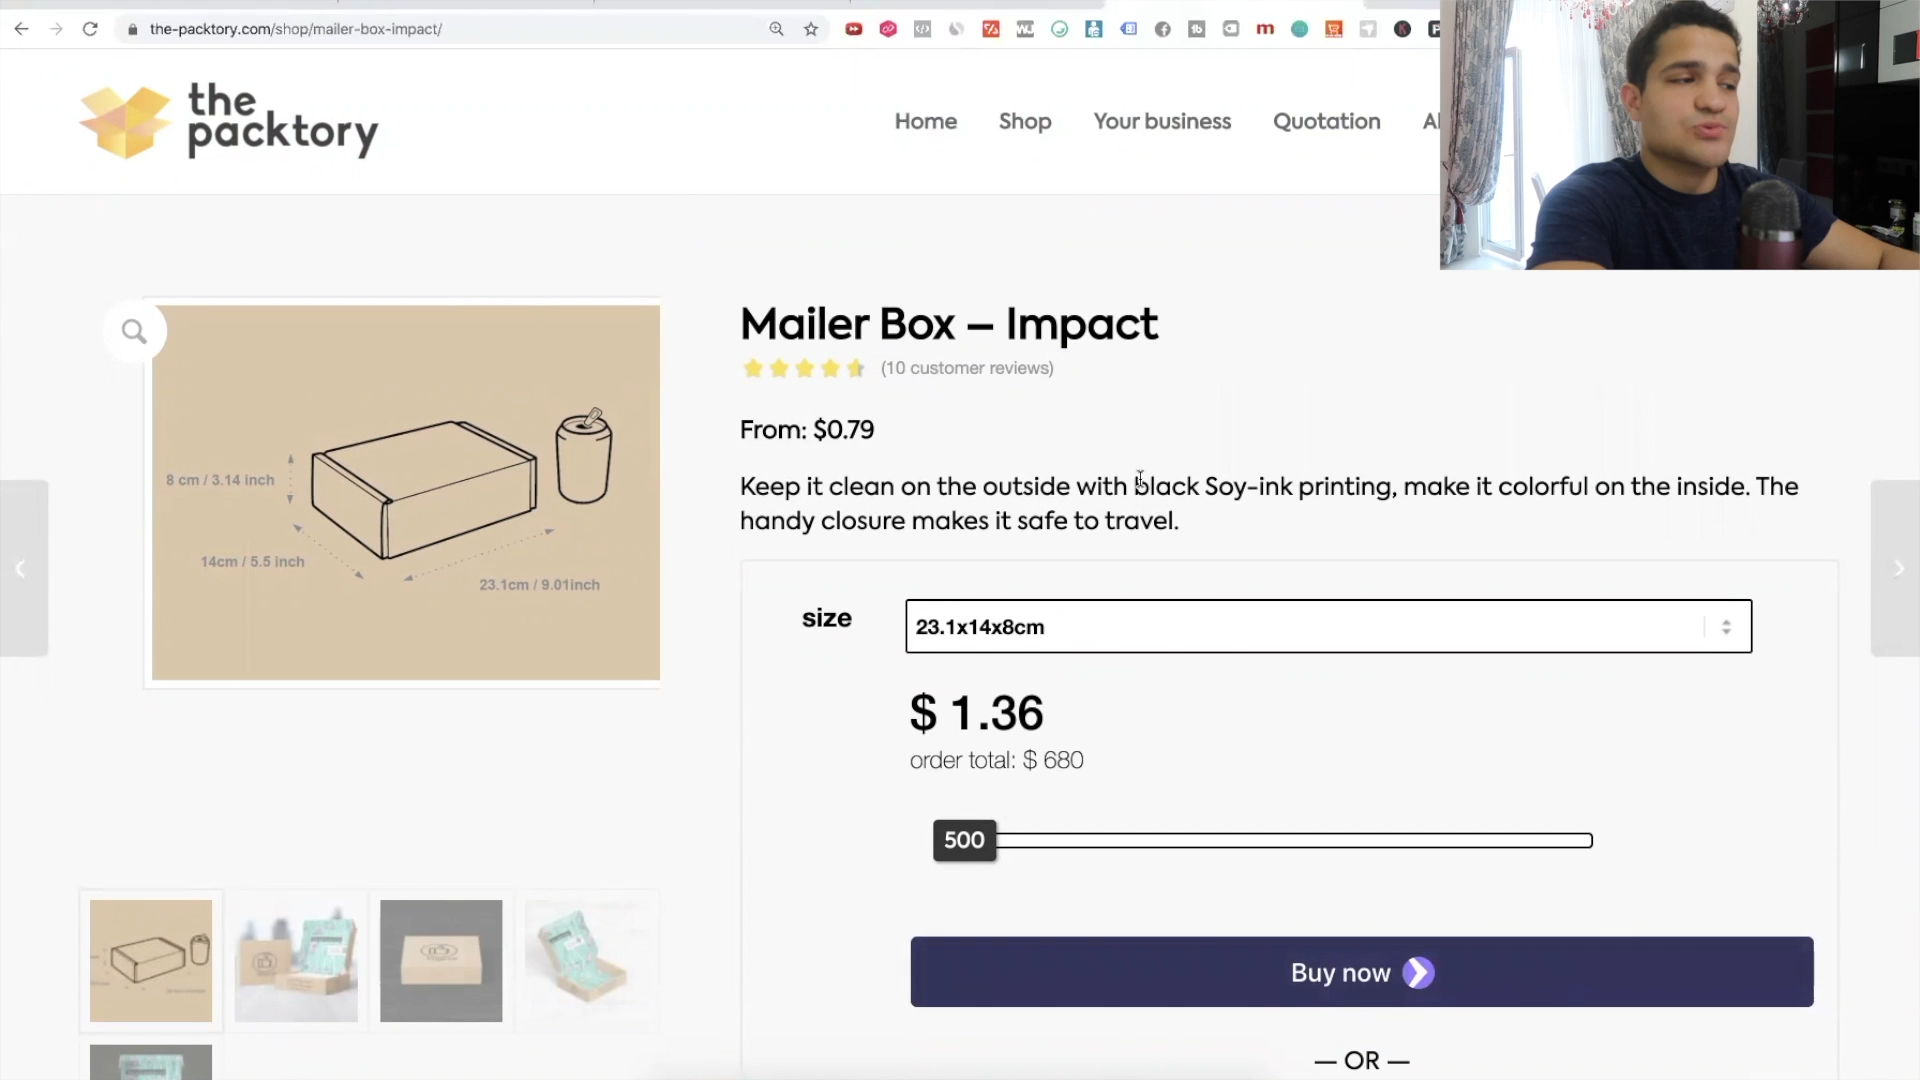 the-packtory.com/shop/mailer-box-impact/
the
packtory
Home
Shop
Your business
Quotation
Mailer Box – Impact
(10 customer reviews)
From: $0.79
Keep it clean on the outside with black Soy-ink printing, make it colorful on the inside. The
handy closure makes it safe to travel.
8 cm / 3.14 inch
14cm / 5.5 inch
23.1cm / 9.01inch
size
23.1x14x8cm
$ 1.36
order total: $ 680
500
Buy now
— OR —